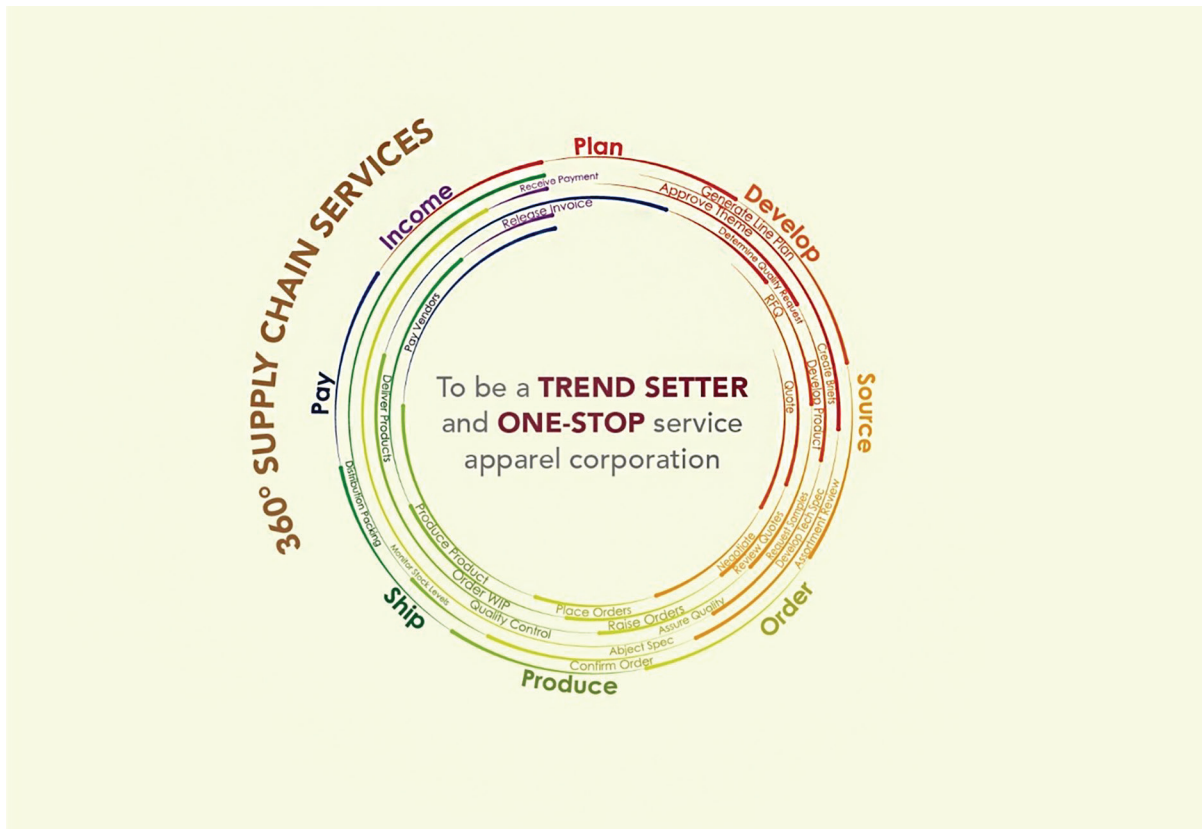 360° SUPPLY CHAIN SERVICES
Plan
Develop
Source
Order
Produce
Ship
Pay
Income
Generate Line Plan
Approve Theme
Determine Quality Request
RFQ
Create Briefs
Develop Product
Quote
Assortment Review
Develop Tech Spec
Request Samples
Review Quotes
Negotiate
Assure Quality
Raise Orders
Place Orders
Abject Spec
Confirm Order
Quality Control
Order WIP
Produce Product
Monitor Stock Levels
Distribution Packing
Deliver Products
Pay Vendors
Release Invoice
Receive Payment
To be a TREND SETTER
and ONE-STOP service
apparel corporation